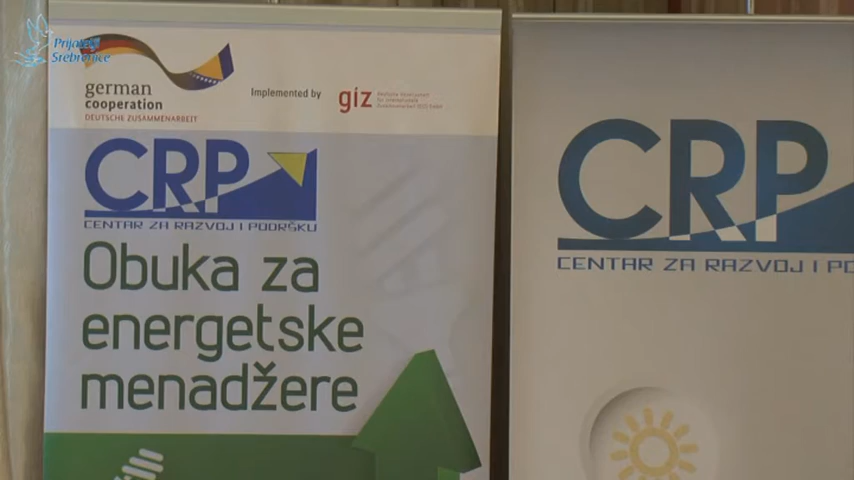 Prijatelji
Srebrenice
german
cooperation
DEUTSCHE ZUSAMMENARBEIT
Implemented by
giz
CRP
CENTAR ZA RAZVOJ I PODRŠKU
Obuka za
energetske
menadžere
CRP
CENTAR ZA RAZVOJ I PO